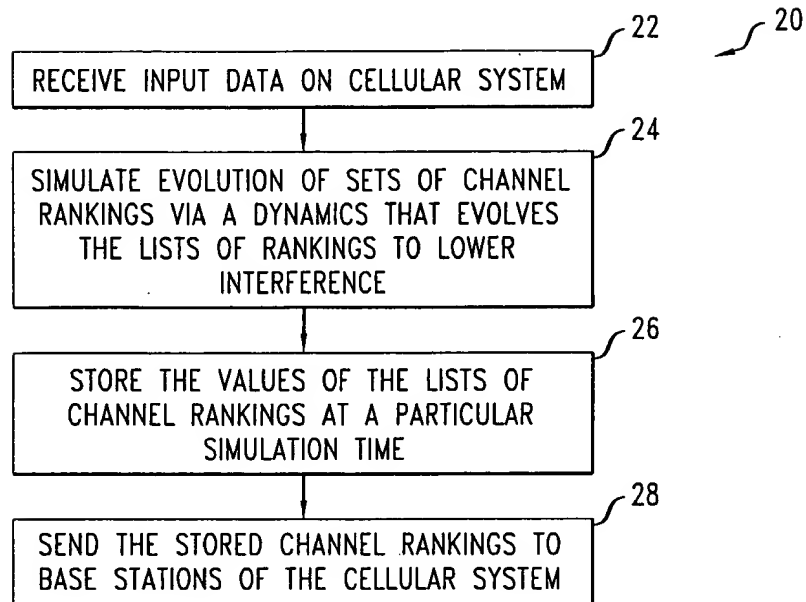 20
22
RECEIVE INPUT DATA ON CELLULAR SYSTEM
24
SIMULATE EVOLUTION OF SETS OF CHANNEL
RANKINGS VIA A DYNAMICS THAT EVOLVES
THE LISTS OF RANKINGS TO LOWER
INTERFERENCE
26
STORE THE VALUES OF THE LISTS OF
CHANNEL RANKINGS AT A PARTICULAR
SIMULATION TIME
28
SEND THE STORED CHANNEL RANKINGS TO
BASE STATIONS OF THE CELLULAR SYSTEM